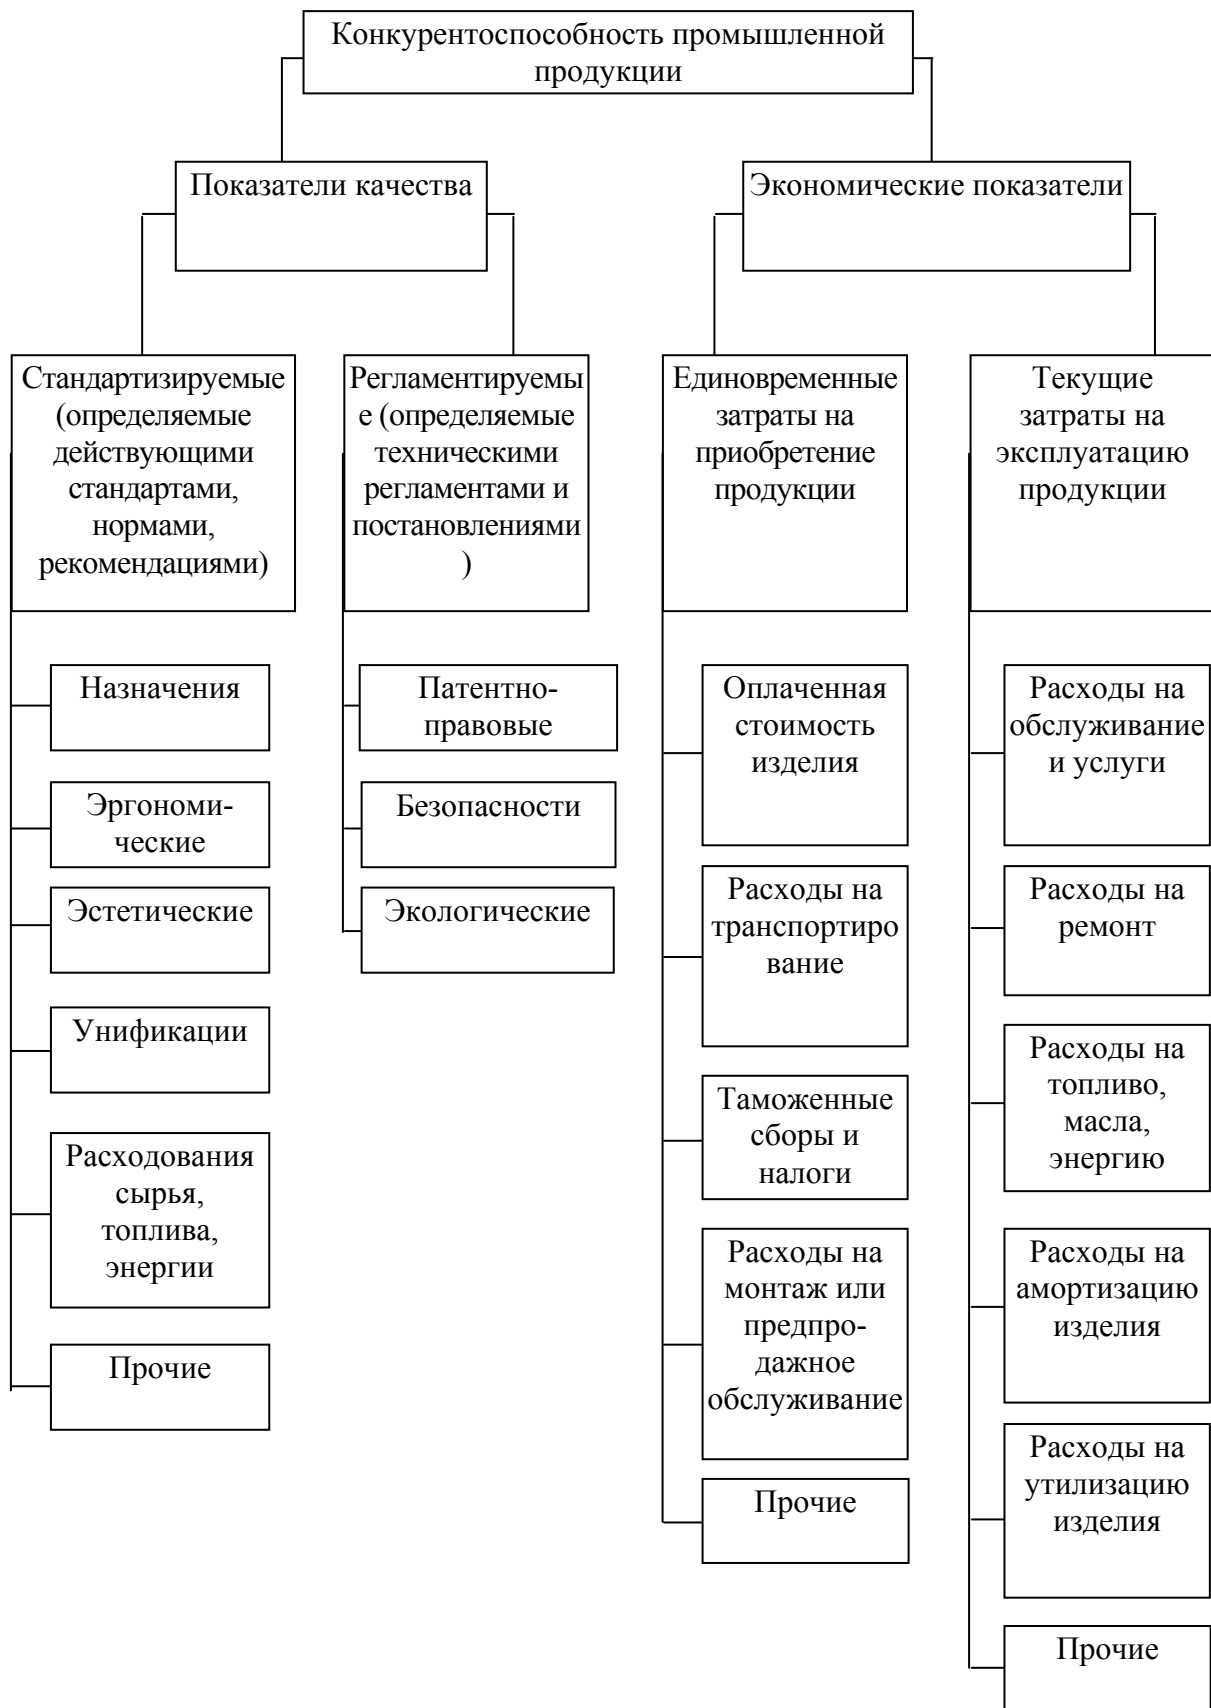 Конкурентоспособность промышленной
продукции
Показатели качества
Экономические показатели
Стандартизируемые
(определяемые
действующими
стандартами,
нормами,
рекомендациями)
Регламентируемы
е (определяемые
техническими
регламентами и
постановлениями
)
Единовременные
затраты на
приобретение
продукции
Текущие
затраты на
эксплуатацию
продукции
Назначения
Эргономи-
ческие
Эстетические
Унификации
Расходования
сырья,
топлива,
энергии
Прочие
Патентно-
правовые
Безопасности
Экологические
Оплаченная
стоимость
изделия
Расходы на
транспортиро
вание
Таможенные
сборы и
налоги
Расходы на
монтаж или
предпро-
дажное
обслуживание
Прочие
Расходы на
обслуживание
и услуги
Расходы на
ремонт
Расходы на
топливо,
масла,
энергию
Расходы на
амортизацию
изделия
Расходы на
утилизацию
изделия
Прочие